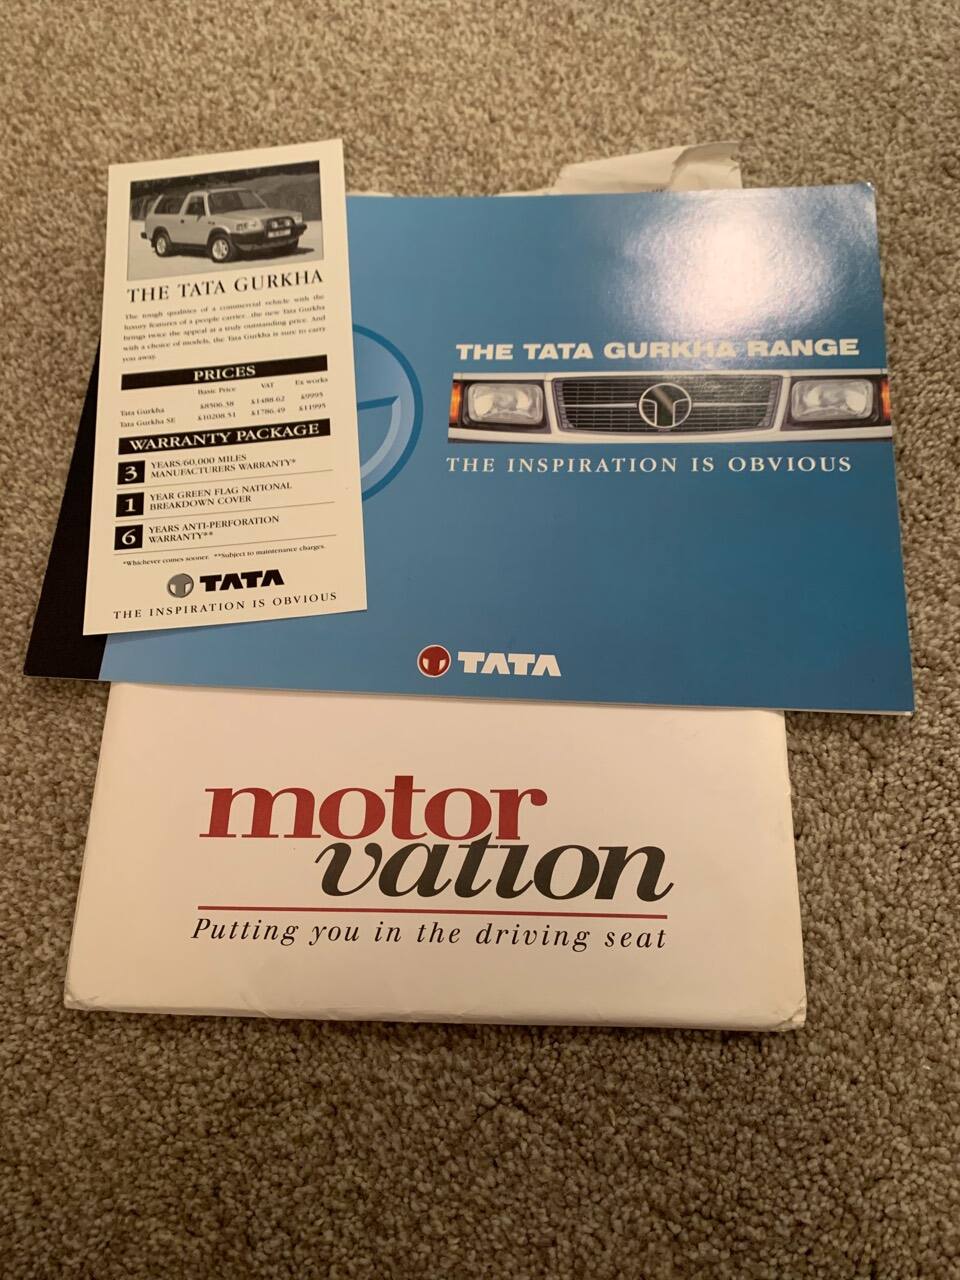 THE TATA GURKHA
The tough qualities of a commercial vehicle with the
luxury features of a people carrier...the new Tata Gurkha
brings twice the appeal at a truly outstanding price. And
with a choice of models, the Tata Gurkha is sure to carry
you away.
PRICES
Basic Price VAT Ex works
Tata Gurkha £8506.38 £1488.62 £9995
Tata Gurkha SE £10208.51 £1786.49 £11995
WARRANTY PACKAGE
3 YEARS/60,000 MILES
MANUFACTURERS WARRANTY*
1 YEAR GREEN FLAG NATIONAL
BREAKDOWN COVER
6 YEARS ANTI-PERFORATION
WARRANTY**
*Whichever comes sooner. **Subject to maintenance charges.
TATA
THE INSPIRATION IS OBVIOUS
THE TATA GURKHA RANGE
THE INSPIRATION IS OBVIOUS
TATA
motor
vation
Putting you in the driving seat